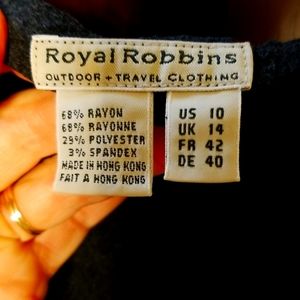 Royal Robbins
OUTDOOR + TRAVEL CLOTHING
68% RAYON
68% RAYONNE
29% POLYESTER
3% SPANDEX
MADE IN HONG KONG
FAIT A HONG KONG
US 10
UK 14
FR 42
DE 40